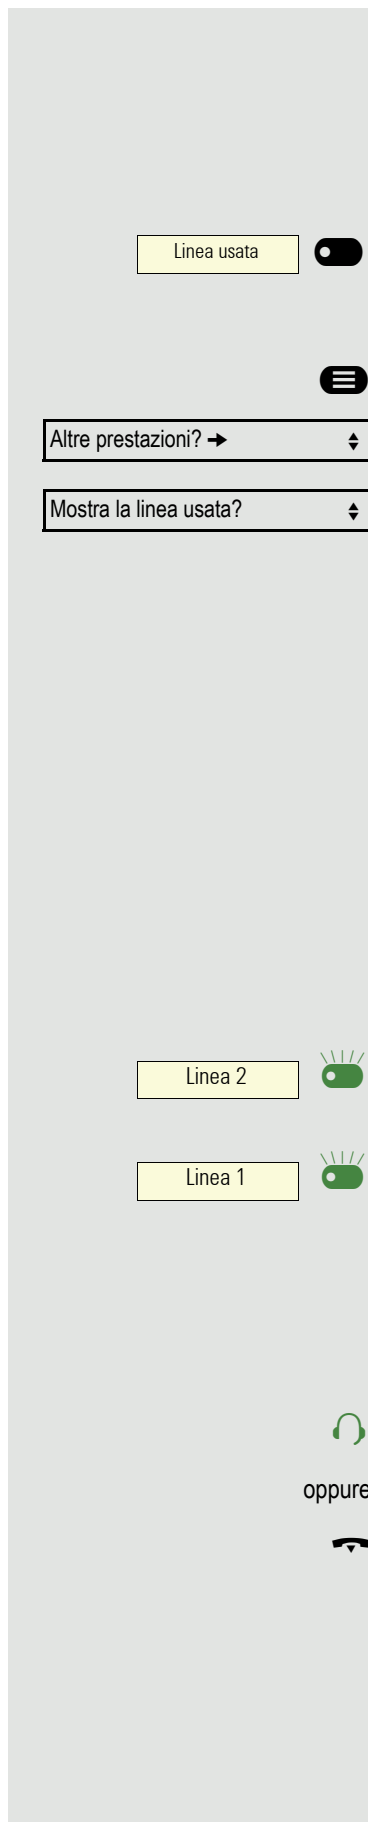 Linea usata
Altre prestazioni? →
Mostra la linea usata?
Linea 2
Linea 1
oppure